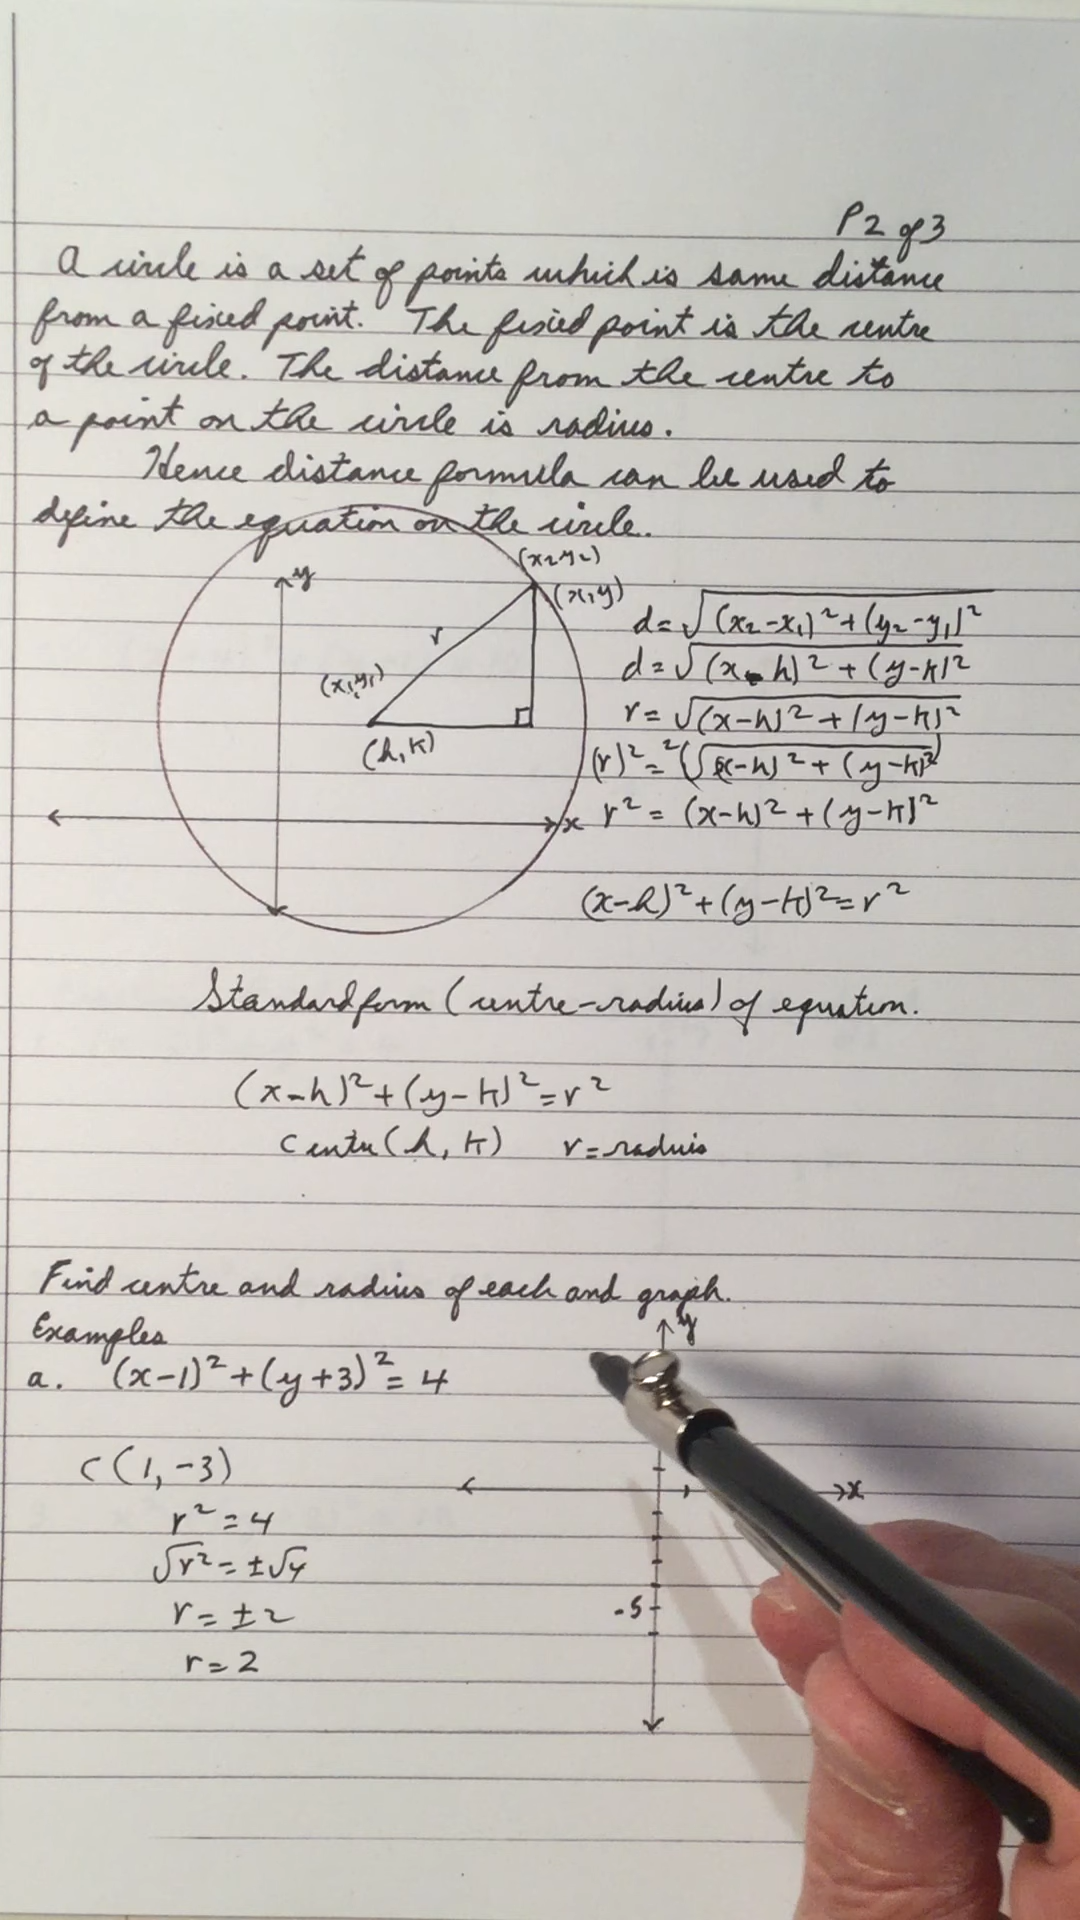 P2 of 3
A circle is a set of points which is same distance
from a fixed point. The fixed point is the centre
of the circle. The distance from the centre to
a point on the circle is radius.
Hence distance formula can be used to
define the equation on the circle.
(x₂y₂)
y
(x,y)
r
(x₁y₁)
(h,k)
x
d=√(x₂-x₁)²+(y₂-y₁)²
d=√(x-h)²+(y-k)²
r=√(x-h)²+(y-k)²
(r)²=²(√(x-h)²+(y-k)²)
r²=(x-h)²+(y-k)²
(x-h)²+(y-k)²=r²
Standard form (centre-radius) of equation.
(x-h)²+(y-k)²=r²
Centre(h,k) r=raduis
Find centre and radius of each and graph.
Examples
a. (x-1)²+(y+3)²=4
C(1,-3)
r²=4
√r²=±√4
r=±2
r=2
y
x
-5